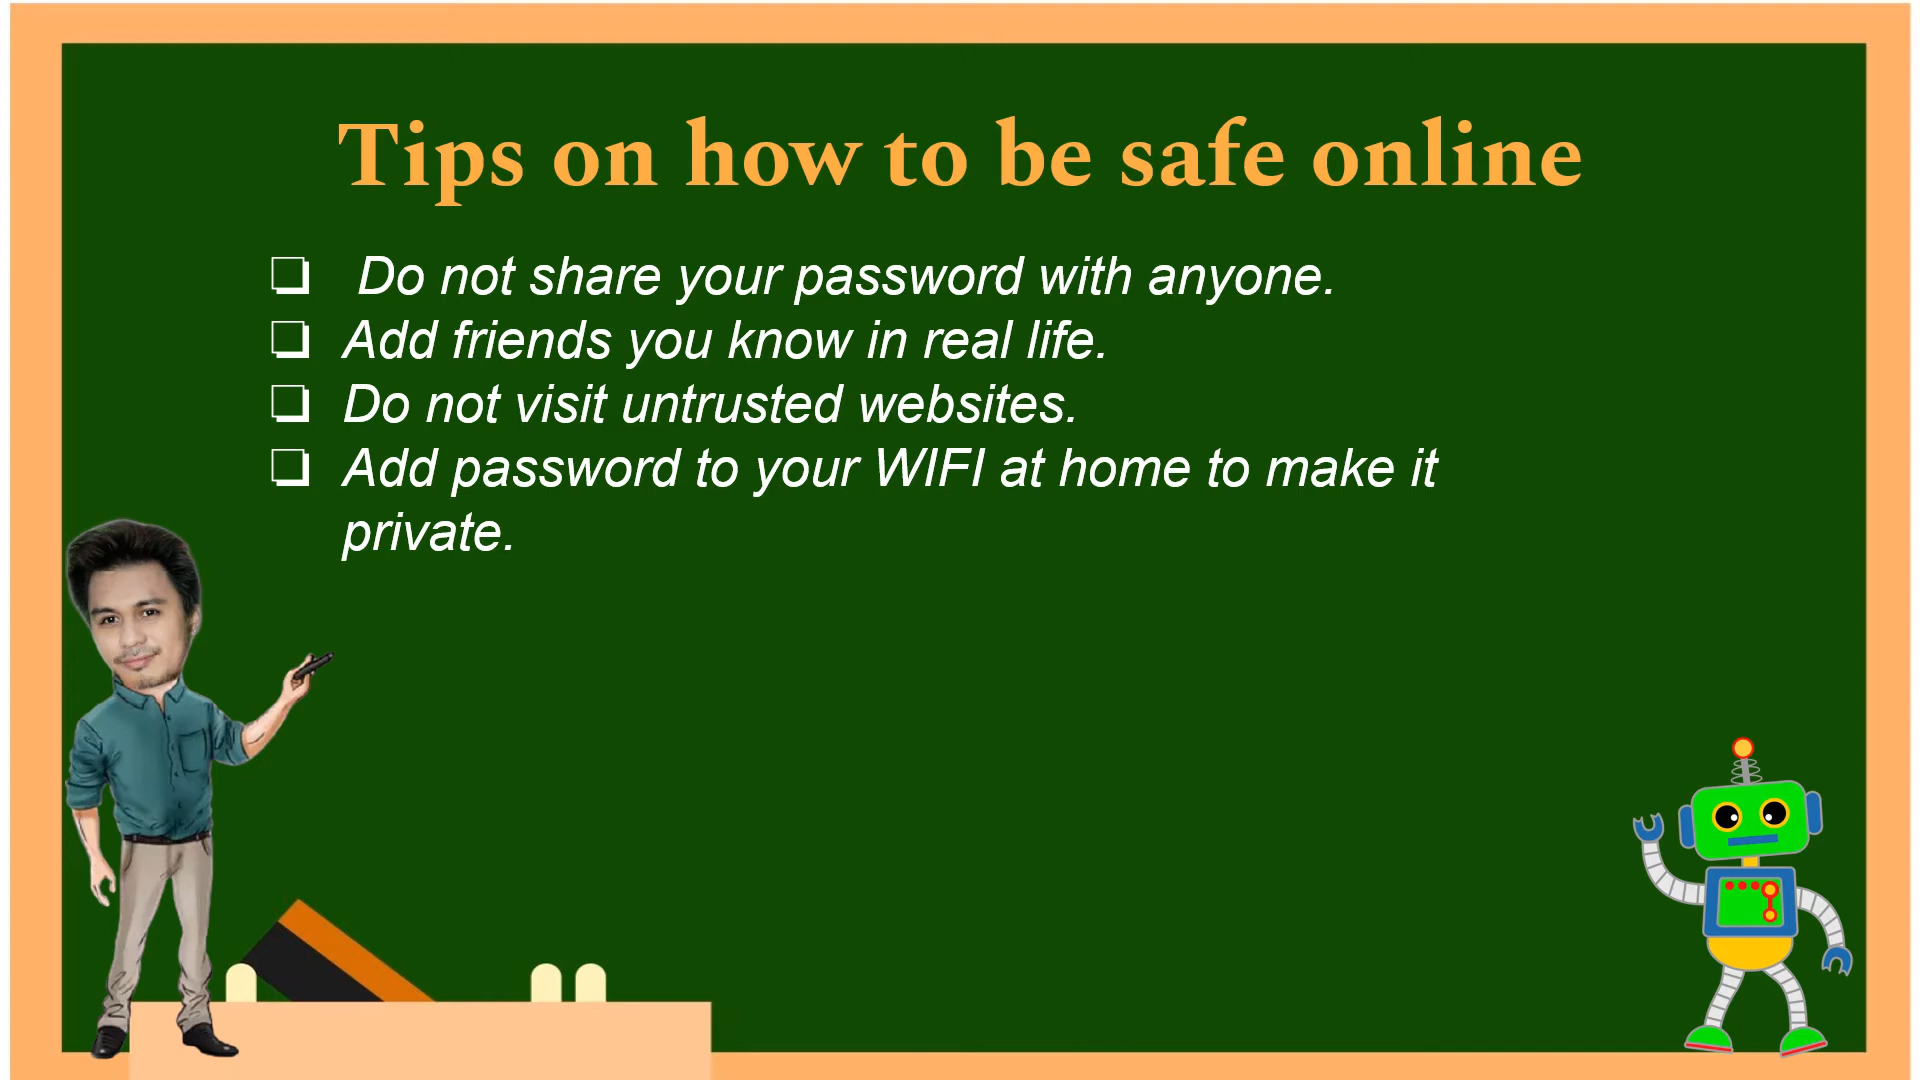 Tips on how to be safe online
❏ Do not share your password with anyone.
❏ Add friends you know in real life.
❏ Do not visit untrusted websites.
❏ Add password to your WIFI at home to make it
private.